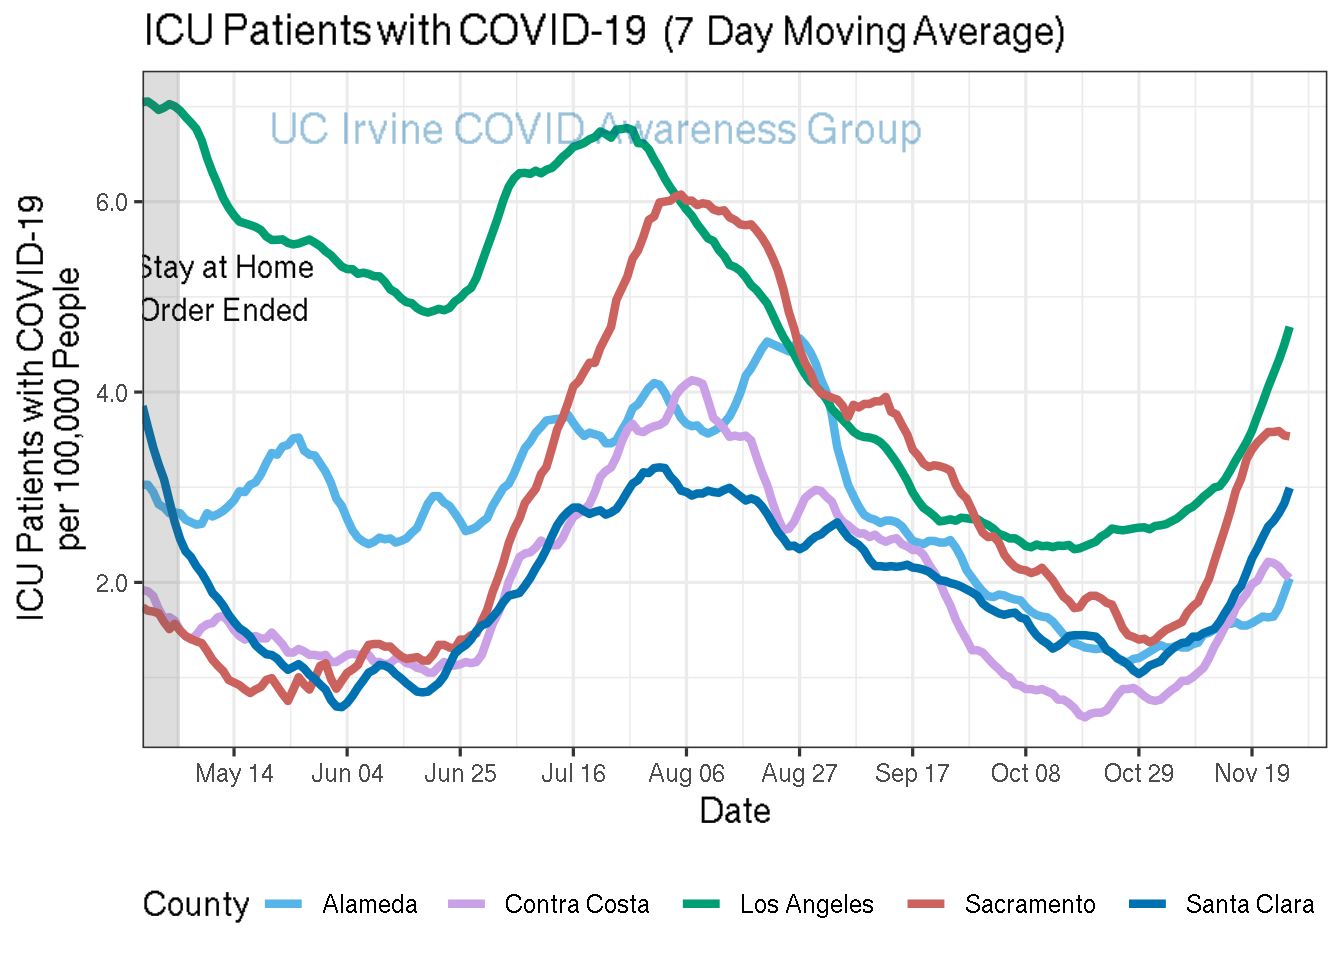 ICU Patients with COVID-19 (7 Day Moving Average)
UC Irvine COVID Awareness Group
ICU Patients with COVID-19
per 100,000 People
6.0
4.0
2.0
Stay at Home
Order Ended
May 14 Jun 04 Jun 25 Jul 16 Aug 06 Aug 27 Sep 17 Oct 08 Oct 29 Nov 19
Date
County Alameda Contra Costa Los Angeles Sacramento Santa Clara